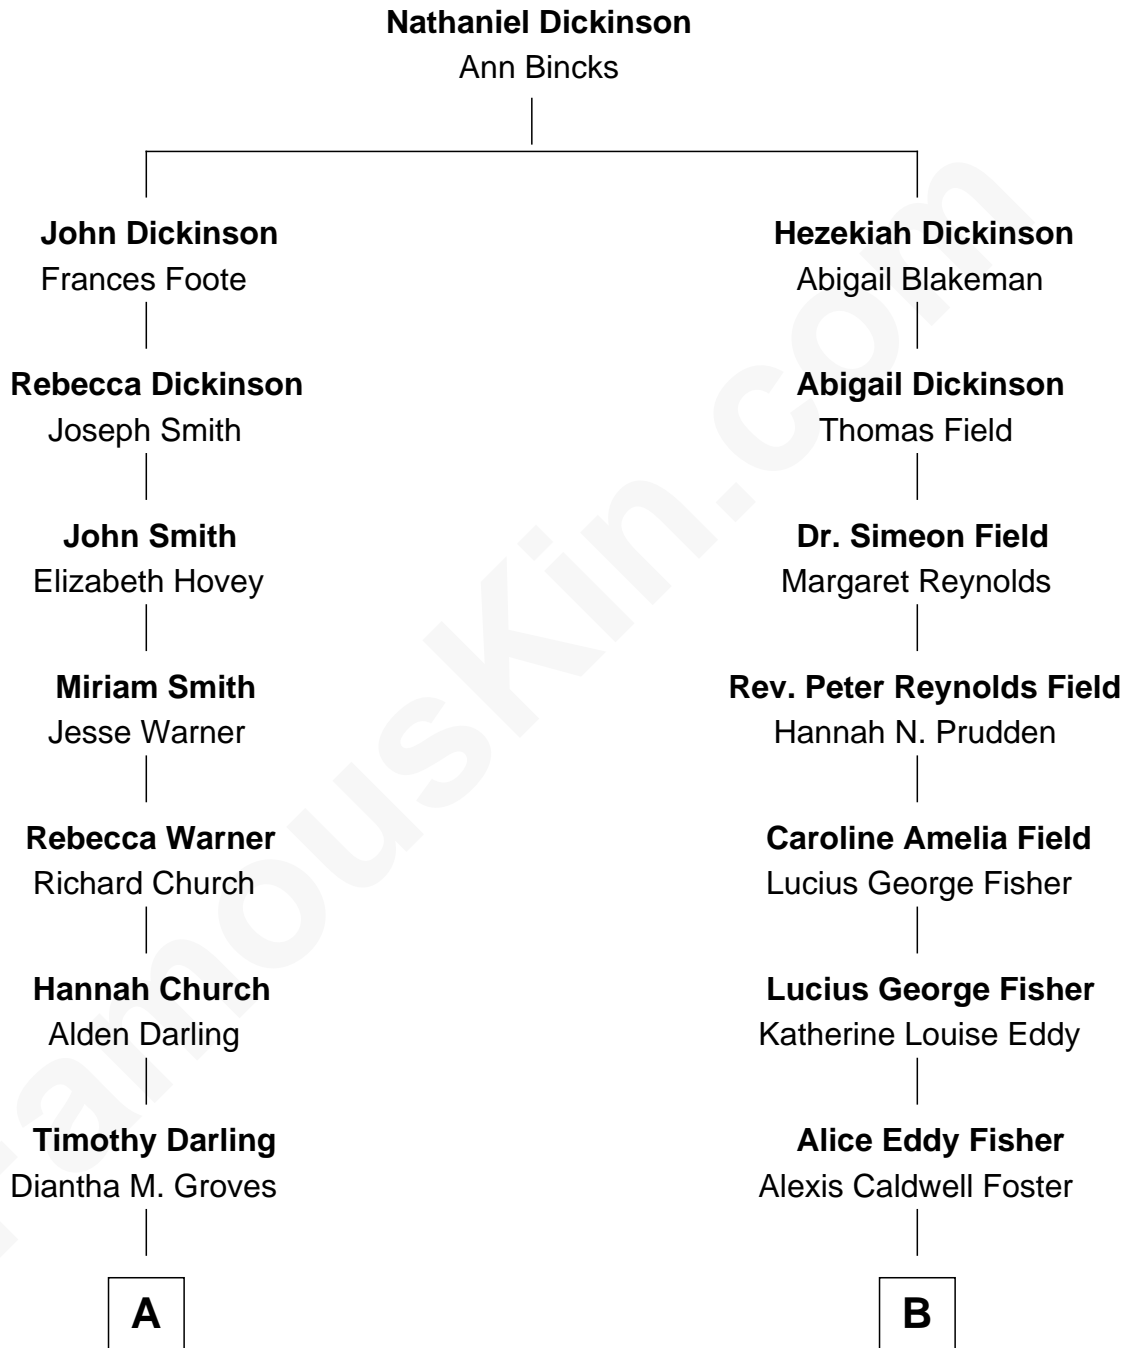 Nathaniel Dickinson
Ann Bincks
John Dickinson
Frances Foote
Rebecca Dickinson
Joseph Smith
John Smith
Elizabeth Hovey
Miriam Smith
Jesse Warner
Rebecca Warner
Richard Church
Hannah Church
Alden Darling
Timothy Darling
Diantha M. Groves
A
Hezekiah Dickinson
Abigail Blakeman
Abigail Dickinson
Thomas Field
Dr. Simeon Field
Margaret Reynolds
Rev. Peter Reynolds Field
Hannah N. Prudden
Caroline Amelia Field
Lucius George Fisher
Lucius George Fisher
Katherine Louise Eddy
Alice Eddy Fisher
Alexis Caldwell Foster
B
FamousKin.com